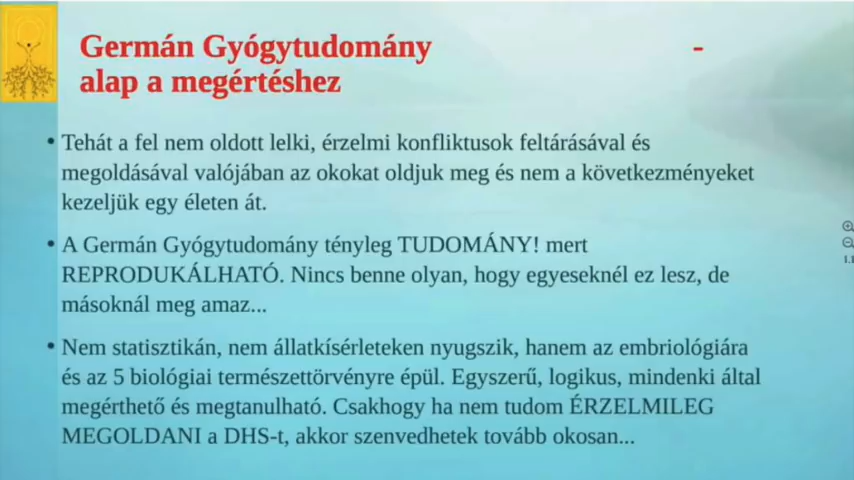 Germán Gyógytudomány -
alap a megértéshez
• Tehát a fel nem oldott lelki, érzelmi konfliktusok feltárásával és
megoldásával valójában az okokat oldjuk meg és nem a következményeket
kezeljük egy életen át.
• A Germán Gyógytudomány tényleg TUDOMÁNY! mert
REPRODUKÁLHATÓ. Nincs benne olyan, hogy egyeseknél ez lesz, de
másoknál meg amaz...
• Nem statisztikán, nem állatkísérleteken nyugszik, hanem az embriológiára
és az 5 biológiai természettörvényre épül. Egyszerű, logikus, mindenki által
megérthető és megtanulható. Csakhogy ha nem tudom ÉRZELMILEG
MEGOLDANI a DHS-t, akkor szenvedhetek tovább okosan...